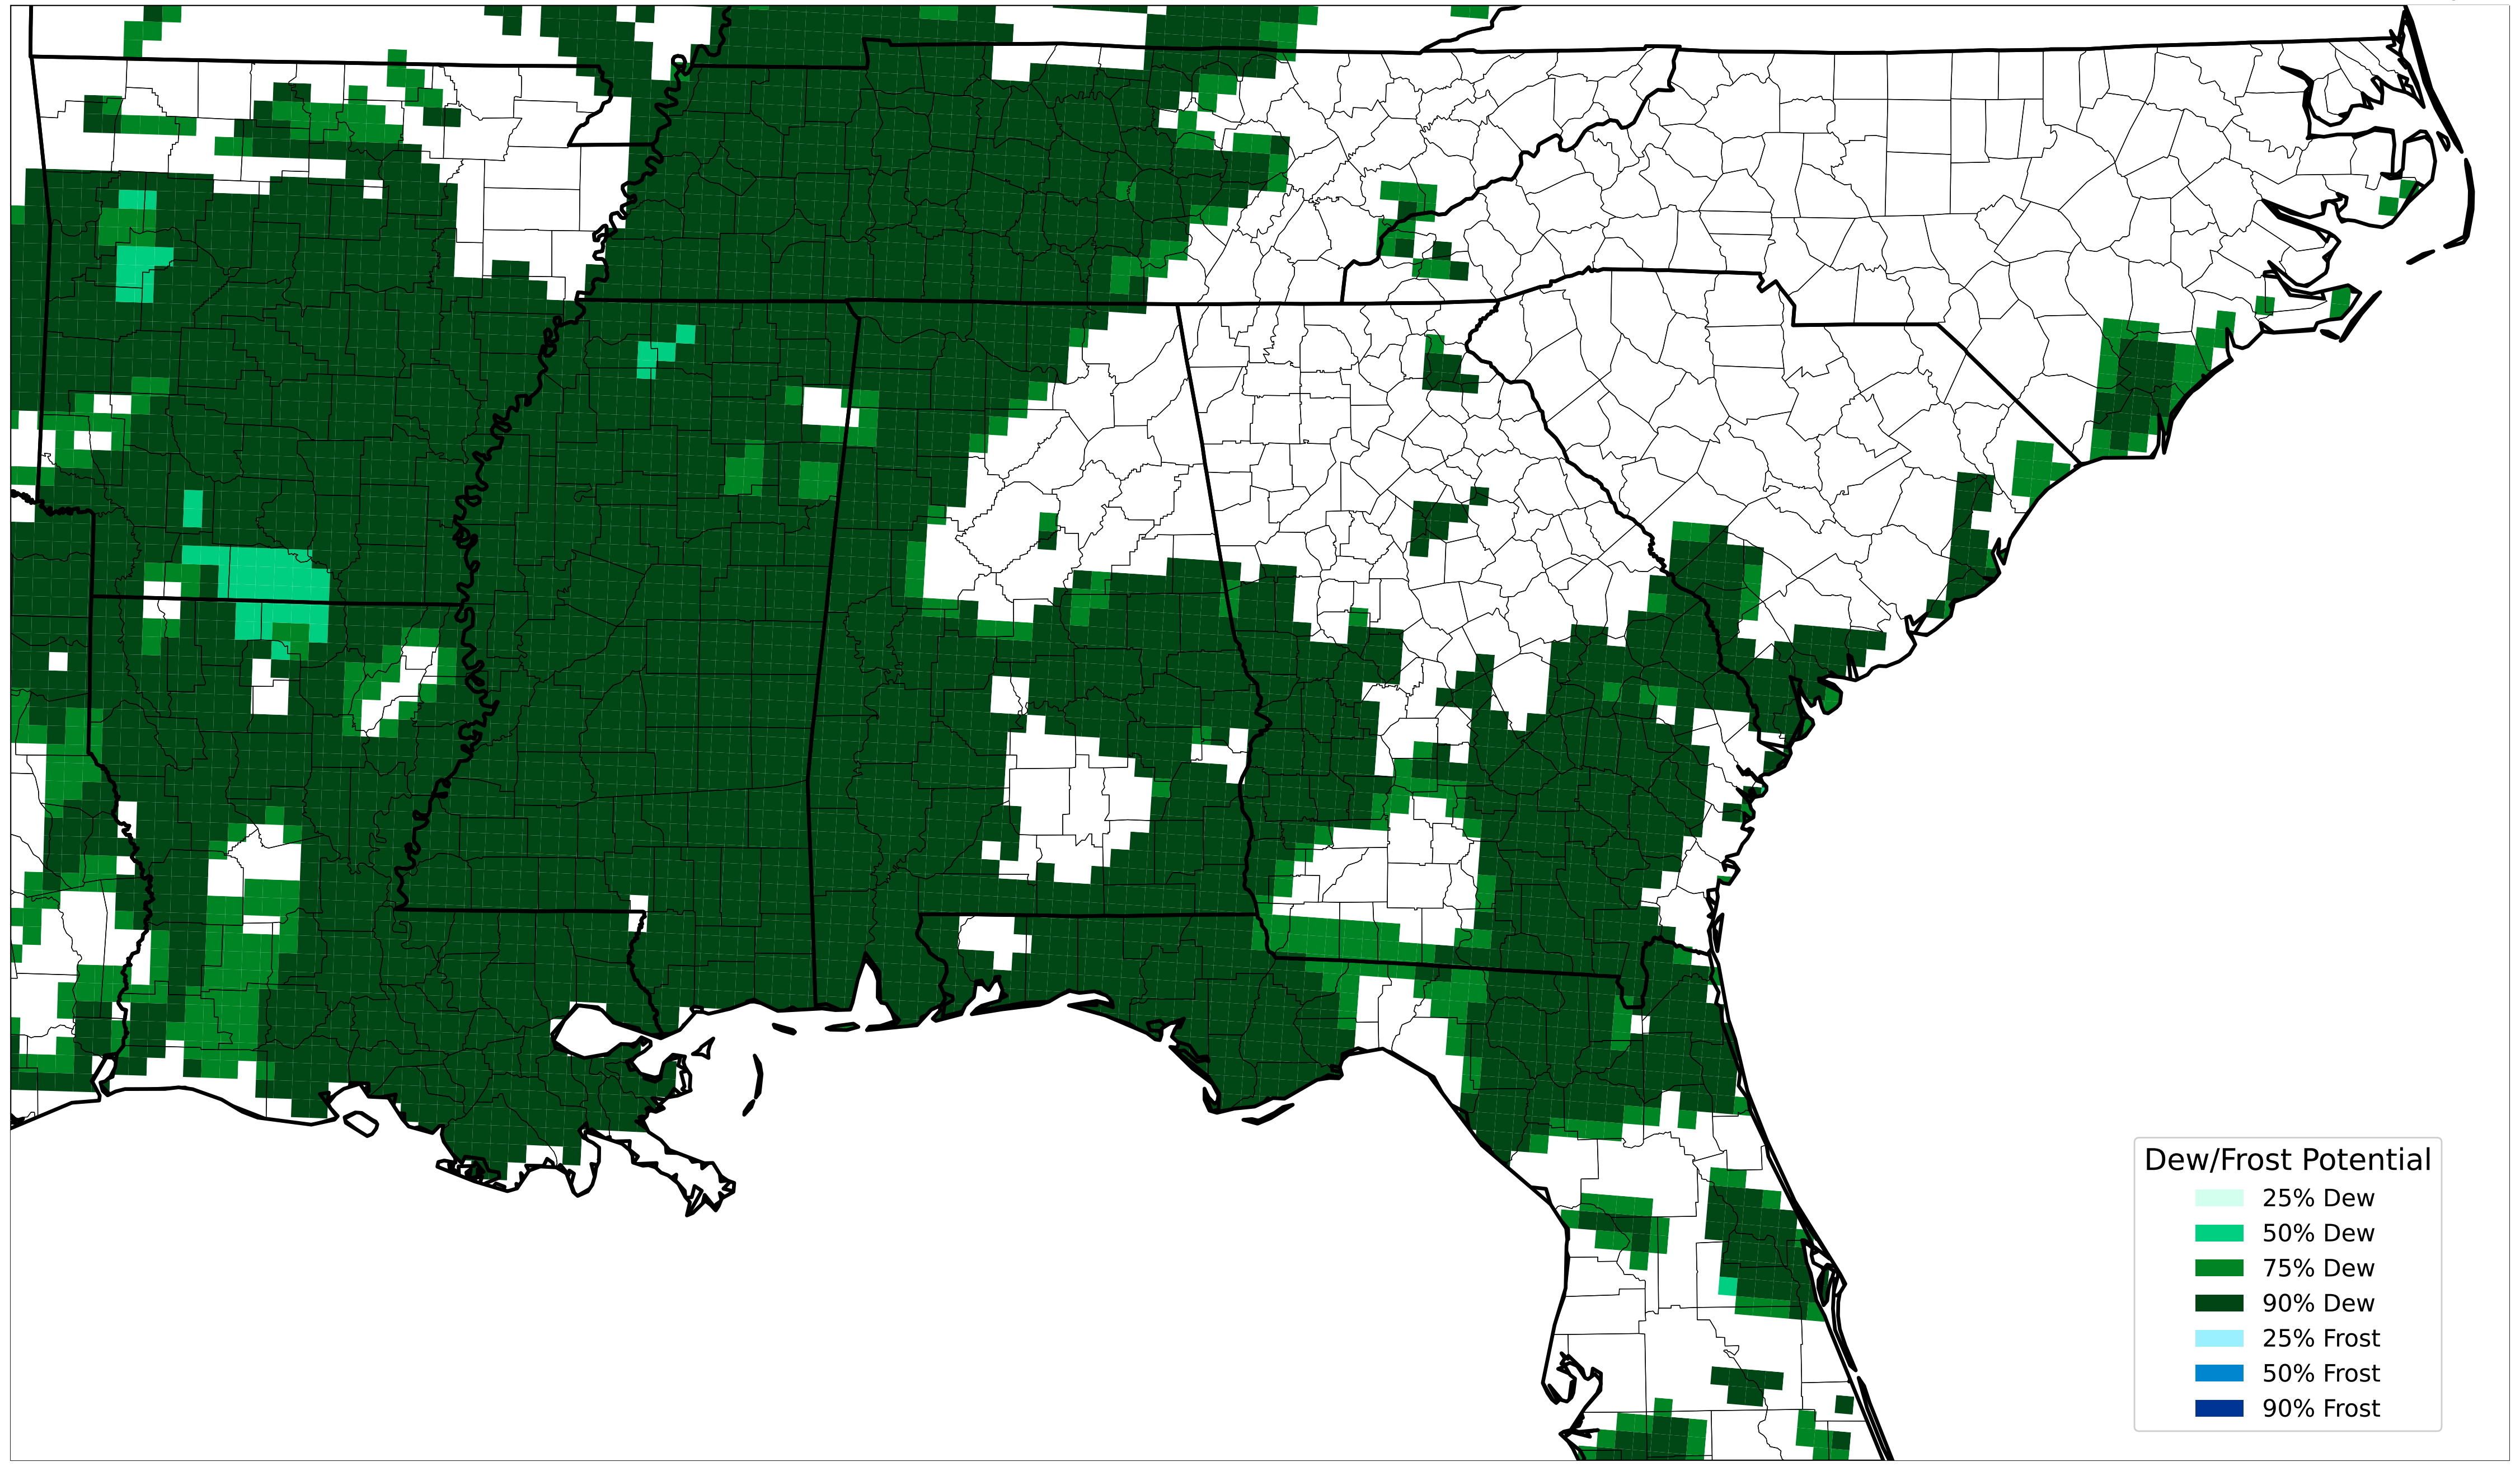 Dew/Frost Potential
25% Dew
50% Dew
75% Dew
90% Dew
25% Frost
50% Frost
90% Frost